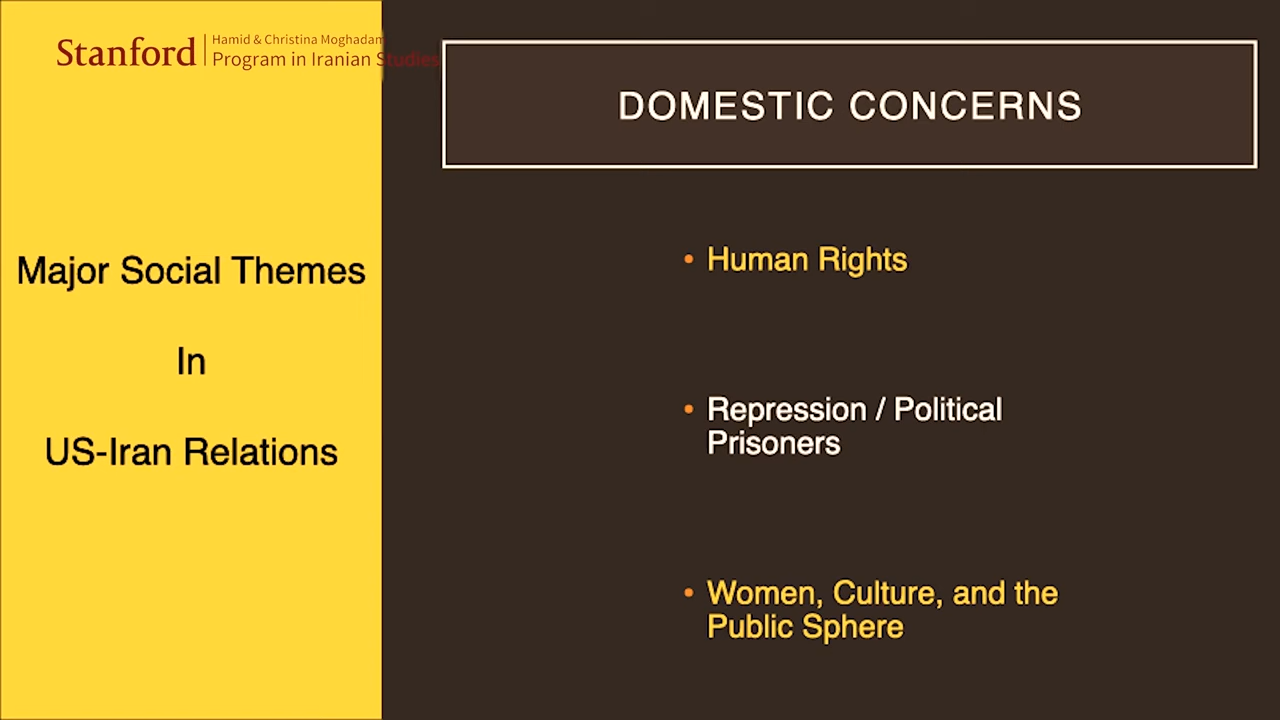 Stanford
Hamid & Christina Moghadam
Program in Iranian Studies
DOMESTIC CONCERNS
Major Social Themes
In
US-Iran Relations
• Human Rights
• Repression / Political
Prisoners
• Women, Culture, and the
Public Sphere